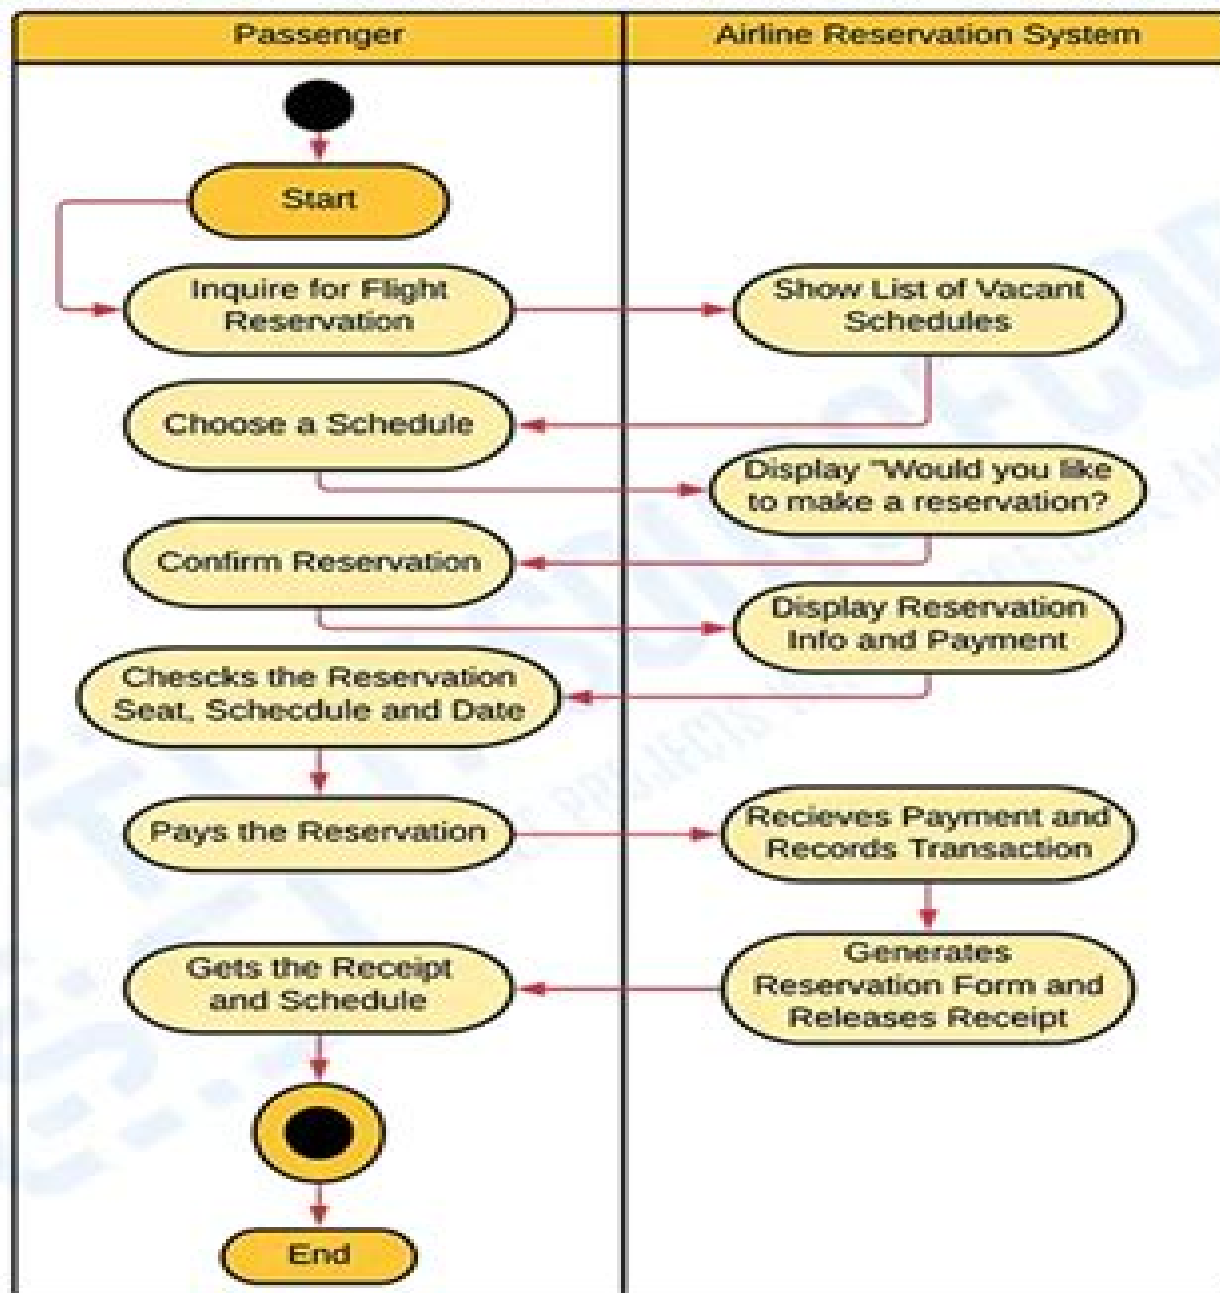 Passenger
Airline Reservation System
Start
Inquire for Flight
Reservation
Show List of Vacant
Schedules
Choose a Schedule
Display "Would you like
to make a reservation?
Confirm Reservation
Display Reservation
Info and Payment
Chescks the Reservation
Seat, Schecdule and Date
Pays the Reservation
Recieves Payment and
Records Transaction
Gets the Receipt
and Schedule
Generates
Reservation Form and
Releases Receipt
End